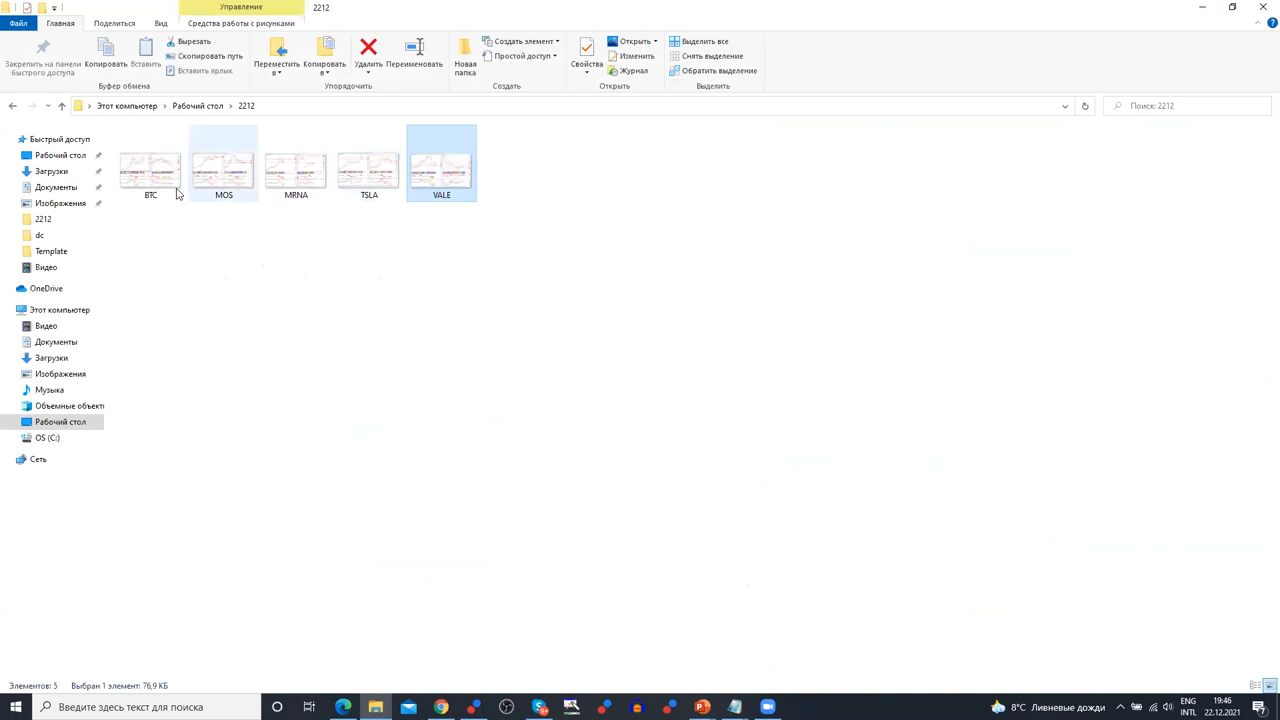 Управление
2212
Файл
Главная
Поделиться
Вид
Средства работы с рисунками
Закрепить на панели
быстрого доступа
Копировать
Вставить
Вырезать
Скопировать путь
Вставить ярлык
Буфер обмена
Переместить
в
Копировать
в
Удалить
Переименовать
Упорядочить
Новая
папка
Создать элемент
Простой доступ
Создать
Свойства
Открыть
Изменить
Журнал
Открыть
Выделить все
Снять выделение
Обратить выделение
Выделить
Этот компьютер
Рабочий стол
2212
Поиск: 2212
Быстрый доступ
Рабочий стол
Загрузки
Документы
Изображения
2212
dc
Template
Видео
OneDrive
Этот компьютер
Видео
Документы
Загрузки
Изображения
Музыка
Объемные объект
Рабочий стол
OS (C:)
Сеть
BTC
MOS
MRNA
TSLA
VALE
Элементов: 5
Выбран 1 элемент: 76,9 КБ
Введите здесь текст для поиска
8°C Ливневые дожди
ENG
INTL
19:46
22.12.2021